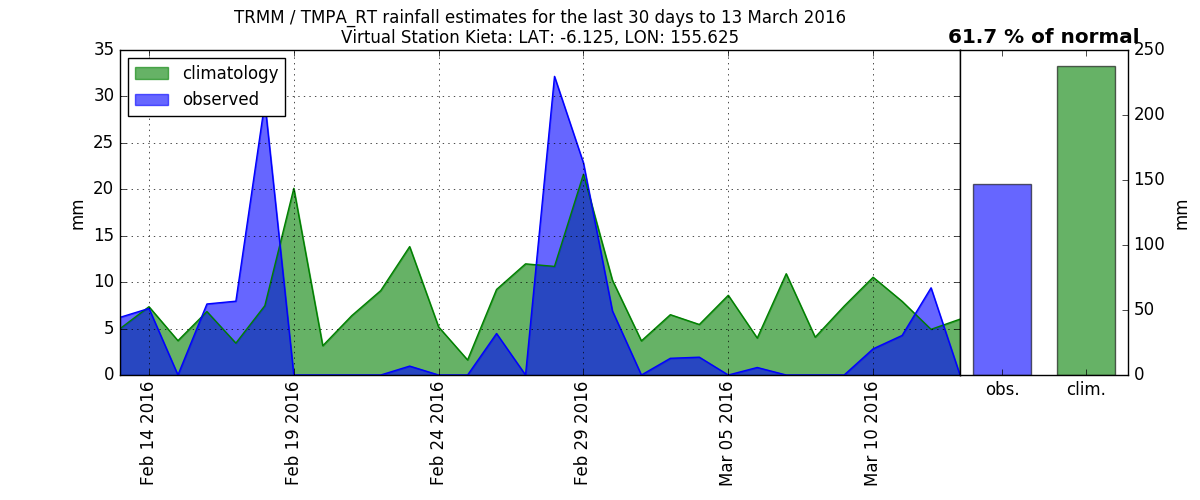 TRMM / TMPA_RT rainfall estimates for the last 30 days to 13 March 2016
Virtual Station Kieta: LAT: -6.125, LON: 155.625
61.7 % of normal
climatology
observed
35
30
25
20
15
10
5
0
mm
Feb 14 2016
Feb 19 2016
Feb 24 2016
Feb 29 2016
Mar 05 2016
Mar 10 2016
250
200
150
100
50
0
mm
obs.
clim.